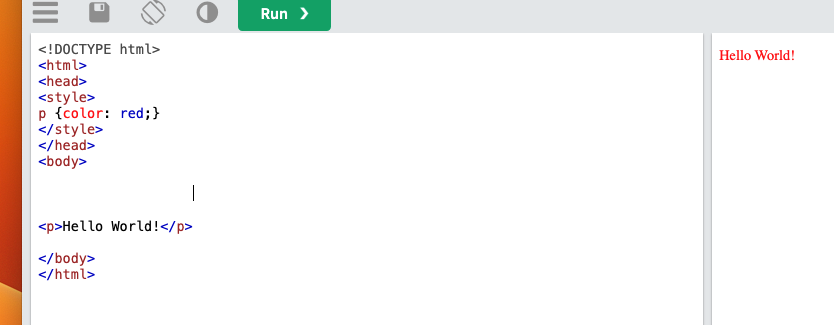 Run ❯
<!DOCTYPE html>
<html>
<head>
<style>
p {color: red;}
</style>
</head>
<body>
<p>Hello World!</p>
</body>
</html>
Hello World!